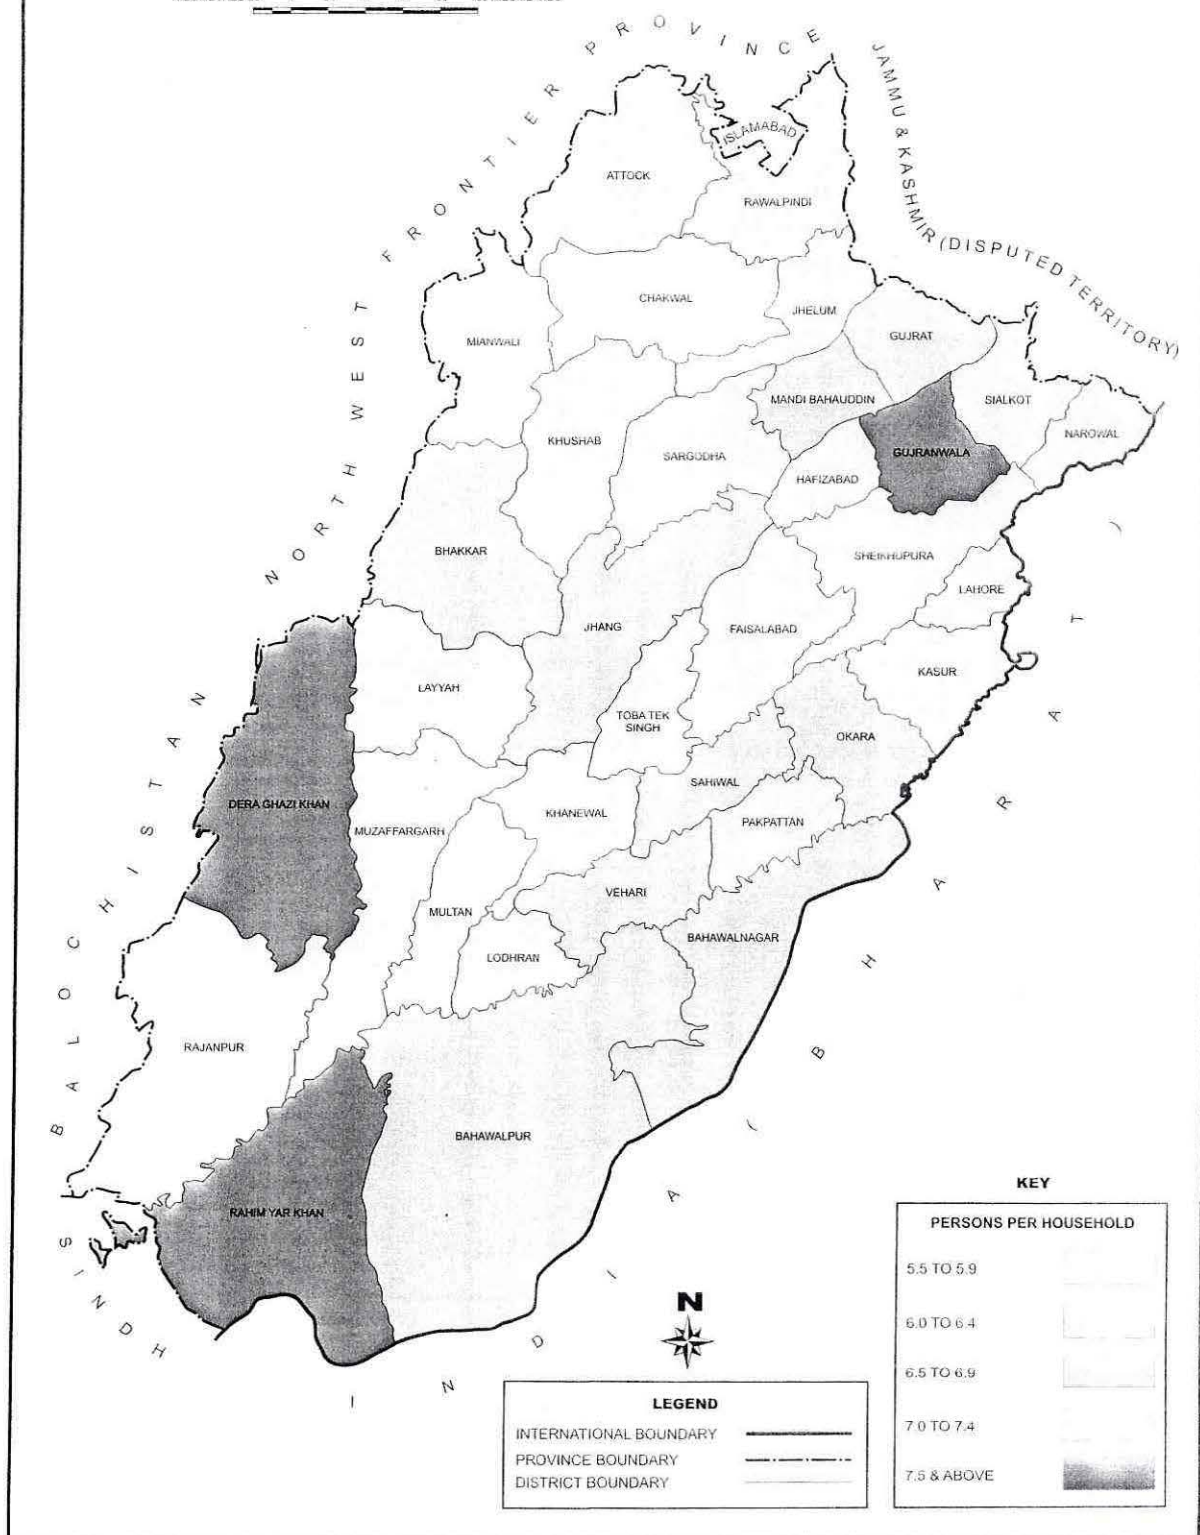 NORTH WEST FRONTIER PROVINCE
JAMMU & KASHMIR (DISPUTED TERRITORY)
ISLAMABAD
ATTOCK
RAWALPINDI
CHAKWAL
JHELUM
MIANWALI
GUJRAT
MANDI BAHAUDDIN
SIALKOT
KHUSHAB
NAROWAL
SARGODHA
GUJRANWALA
HAFIZABAD
BHAKKAR
SHEIKHUPURA
LAHORE
JHANG
FAISALABAD
KASUR
LAYYAH
TOBA TEK
SINGH
OKARA
SAHIWAL
DERA GHAZI KHAN
MUZAFFARGARH
KHANEWAL
PAKPATTAN
VEHARI
MULTAN
BAHAWALNAGAR
LODHRAN
RAJANPUR
BAHAWALPUR
RAHIM YAR KHAN
BALOCHISTAN
SINDH
INDIA (BHARAT)
N
KEY
PERSONS PER HOUSEHOLD
5.5 TO 5.9
6.0 TO 6.4
6.5 TO 6.9
7.0 TO 7.4
7.5 & ABOVE
LEGEND
INTERNATIONAL BOUNDARY
PROVINCE BOUNDARY
DISTRICT BOUNDARY